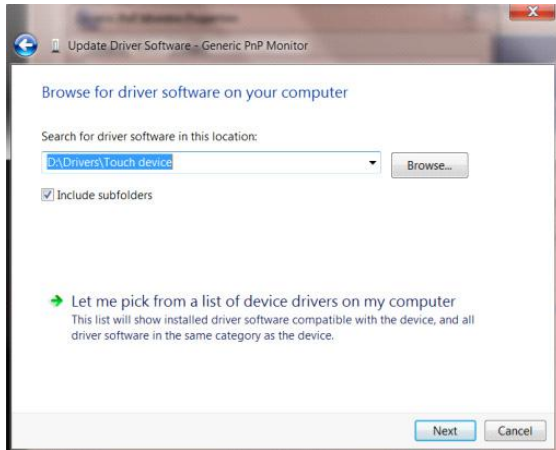 Update Driver Software - Generic PnP Monitor
Browse for driver software on your computer
Search for driver software in this location:
D:\Drivers\Touch device
Browse...
Include subfolders
Let me pick from a list of device drivers on my computer
This list will show installed driver software compatible with the device, and all
driver software in the same category as the device.
Next
Cancel